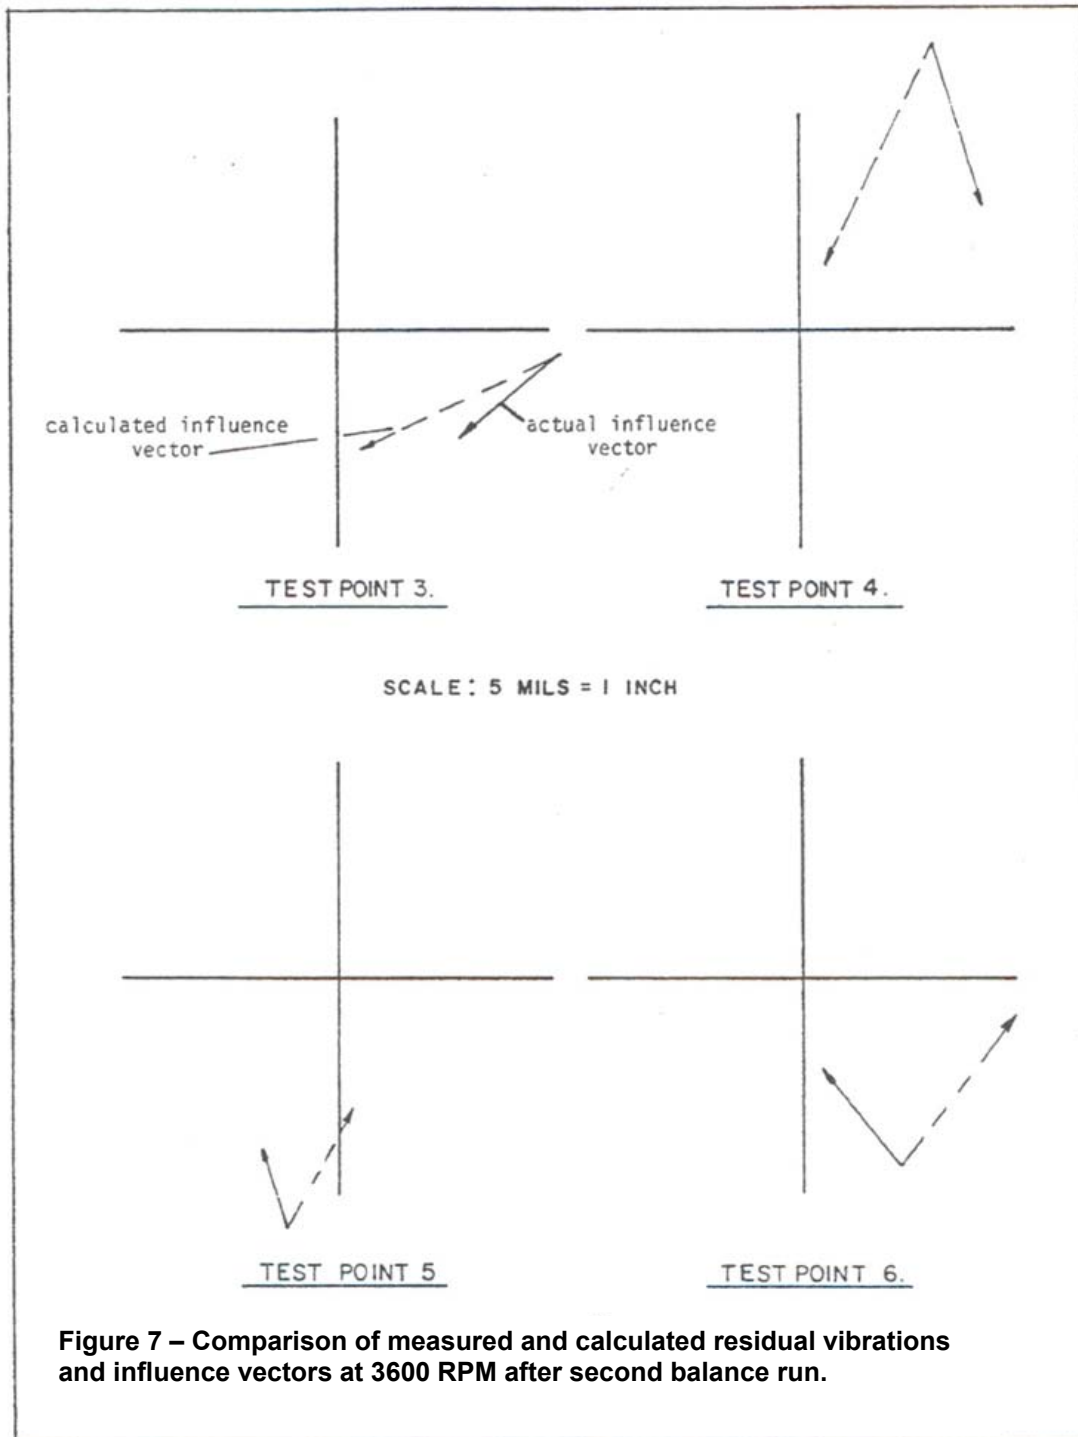 calculated influence
vector
actual influence
vector
TEST POINT 3.
TEST POINT 4.
SCALE: 5 MILS = 1 INCH
TEST POINT 5
TEST POINT 6.
Figure 7 – Comparison of measured and calculated residual vibrations
and influence vectors at 3600 RPM after second balance run.